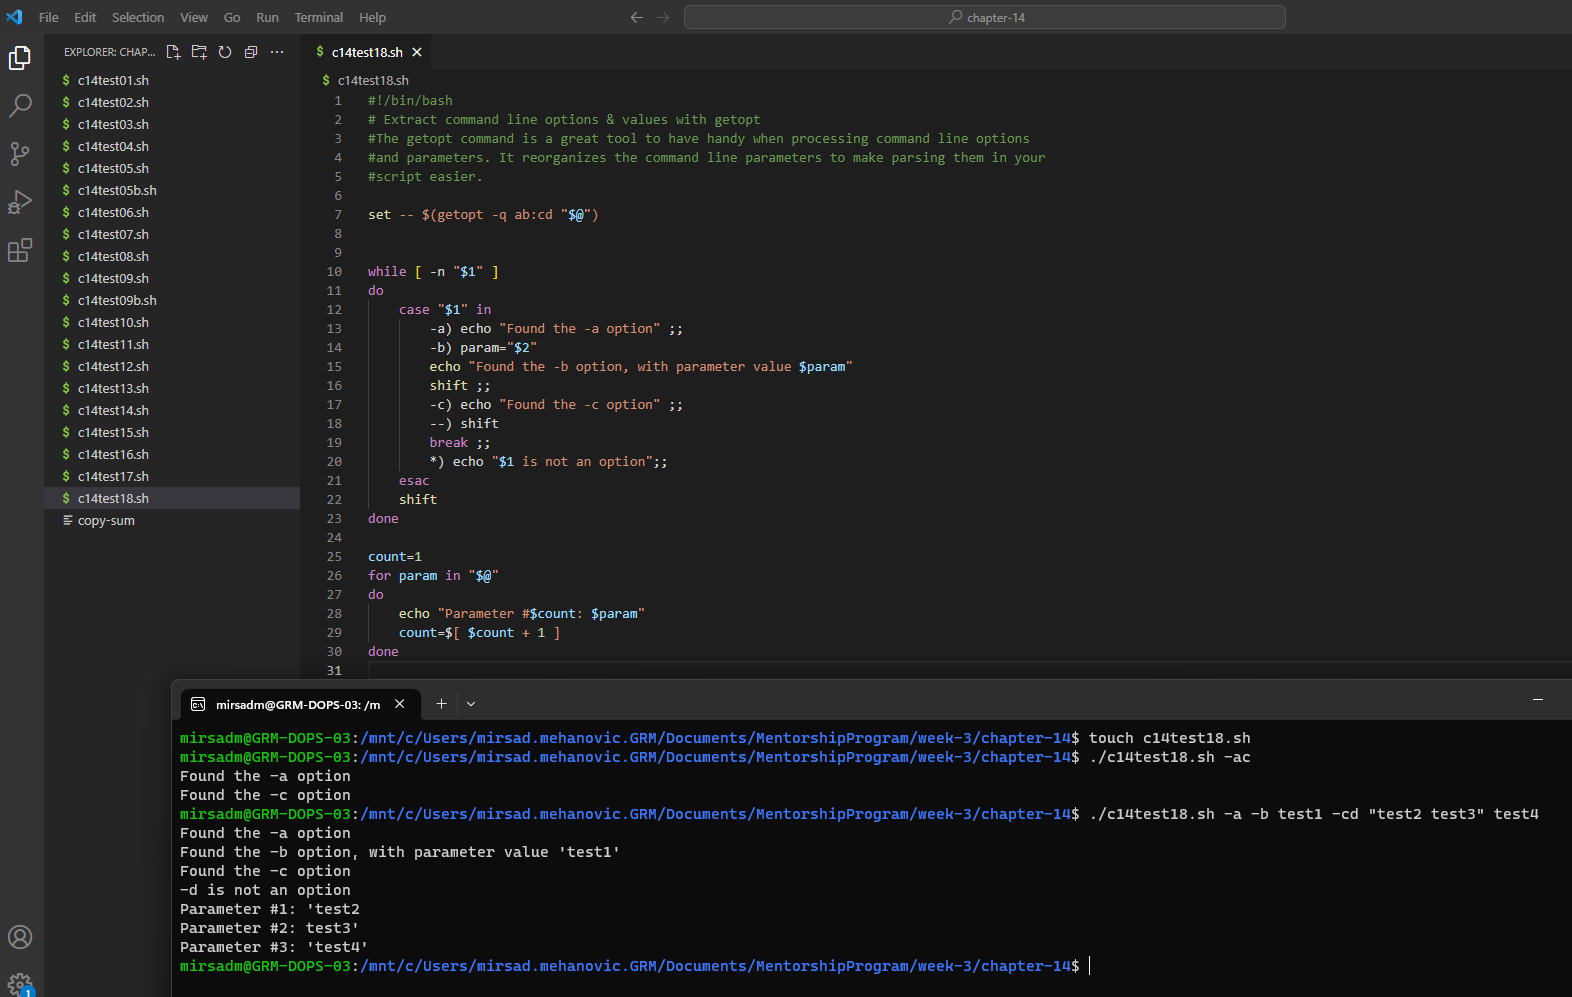 File Edit Selection View Go Run Terminal Help
chapter-14
EXPLORER: CHAP...
c14test01.sh
c14test02.sh
c14test03.sh
c14test04.sh
c14test05.sh
c14test05b.sh
c14test06.sh
c14test07.sh
c14test08.sh
c14test09.sh
c14test09b.sh
c14test10.sh
c14test11.sh
c14test12.sh
c14test13.sh
c14test14.sh
c14test15.sh
c14test16.sh
c14test17.sh
c14test18.sh
copy-sum
1
$ c14test18.sh
$ c14test18.sh
1 #!/bin/bash
2 # Extract command line options & values with getopt
3 #The getopt command is a great tool to have handy when processing command line options
4 #and parameters. It reorganizes the command line parameters to make parsing them in your
5 #script easier.
6
7 set -- $(getopt -q ab:cd "$@")
8
9
10 while [ -n "$1" ]
11 do
12     case "$1" in
13         -a) echo "Found the -a option" ;;
14         -b) param="$2"
15         echo "Found the -b option, with parameter value $param"
16         shift ;;
17         -c) echo "Found the -c option" ;;
18         --) shift
19         break ;;
20         *) echo "$1 is not an option";;
21     esac
22     shift
23 done
24
25 count=1
26 for param in "$@"
27 do
28     echo "Parameter #$count: $param"
29     count=$[ $count + 1 ]
30 done
31
mirsadm@GRM-DOPS-03: /m
mirsadm@GRM-DOPS-03:/mnt/c/Users/mirsad.mehanovic.GRM/Documents/MentorshipProgram/week-3/chapter-14$ touch c14test18.sh
mirsadm@GRM-DOPS-03:/mnt/c/Users/mirsad.mehanovic.GRM/Documents/MentorshipProgram/week-3/chapter-14$ ./c14test18.sh -ac
Found the -a option
Found the -c option
mirsadm@GRM-DOPS-03:/mnt/c/Users/mirsad.mehanovic.GRM/Documents/MentorshipProgram/week-3/chapter-14$ ./c14test18.sh -a -b test1 -cd "test2 test3" test4
Found the -a option
Found the -b option, with parameter value 'test1'
Found the -c option
-d is not an option
Parameter #1: 'test2
Parameter #2: test3'
Parameter #3: 'test4'
mirsadm@GRM-DOPS-03:/mnt/c/Users/mirsad.mehanovic.GRM/Documents/MentorshipProgram/week-3/chapter-14$